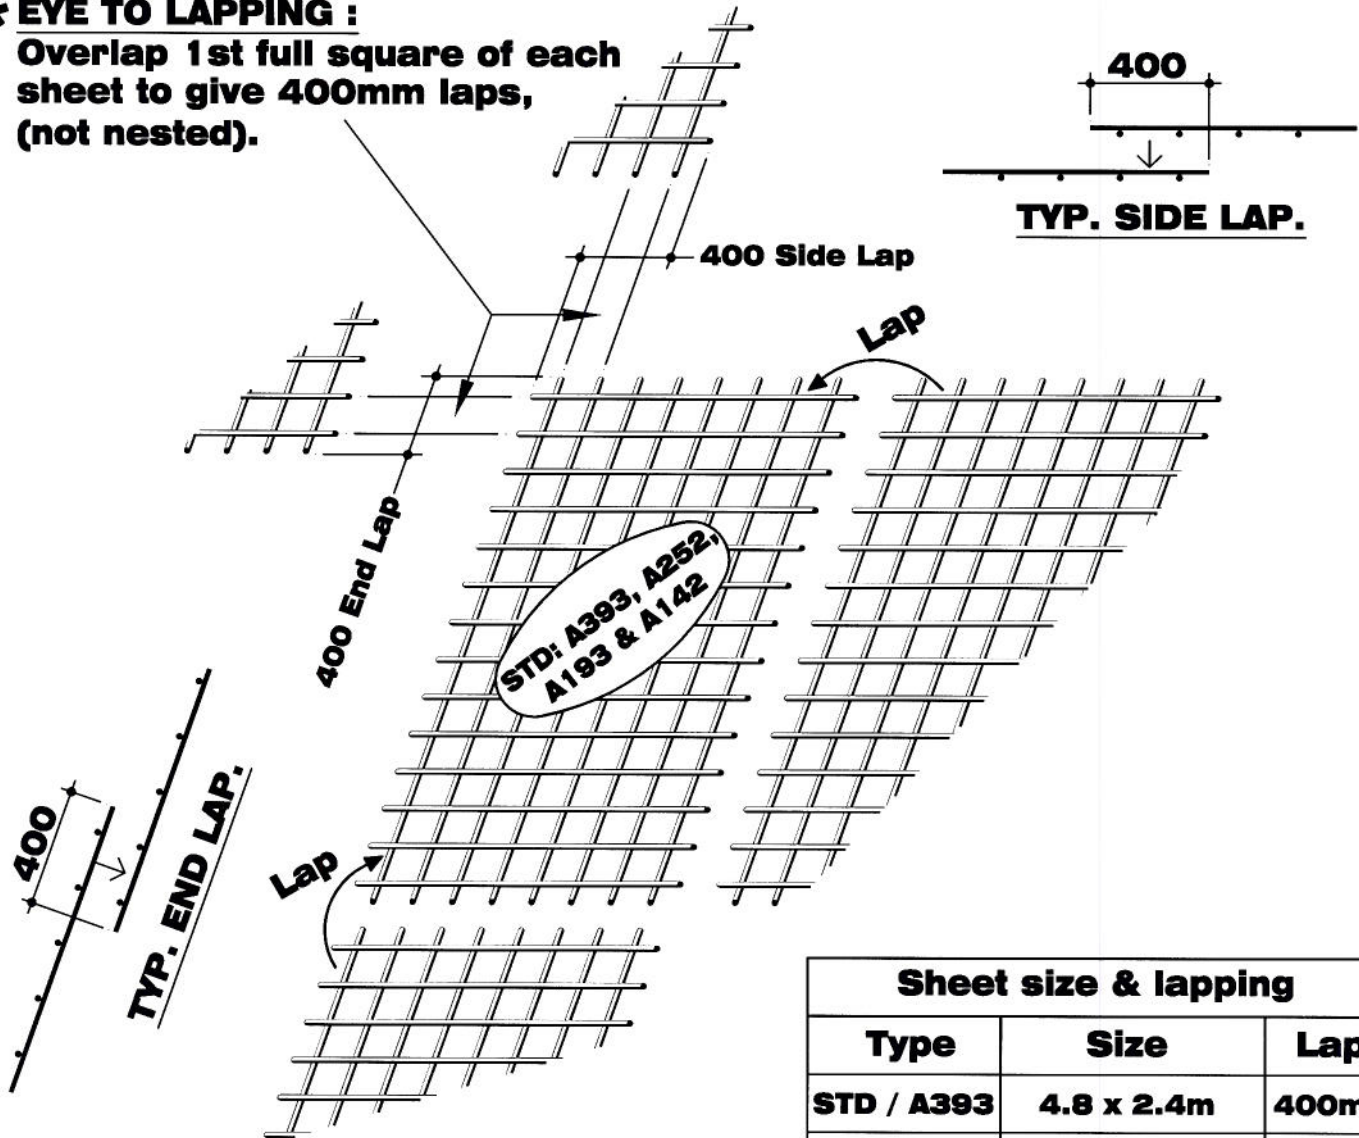 EYE TO LAPPING :
Overlap 1st full square of each
sheet to give 400mm laps,
(not nested).
400
TYP. SIDE LAP.
400 Side Lap
Lap
400 End Lap
STD: A393, A252,
A193 & A142
400
TYP. END LAP.
Lap
Sheet size & lapping
Type Size Lap
STD / A393 4.8 x 2.4m 400m